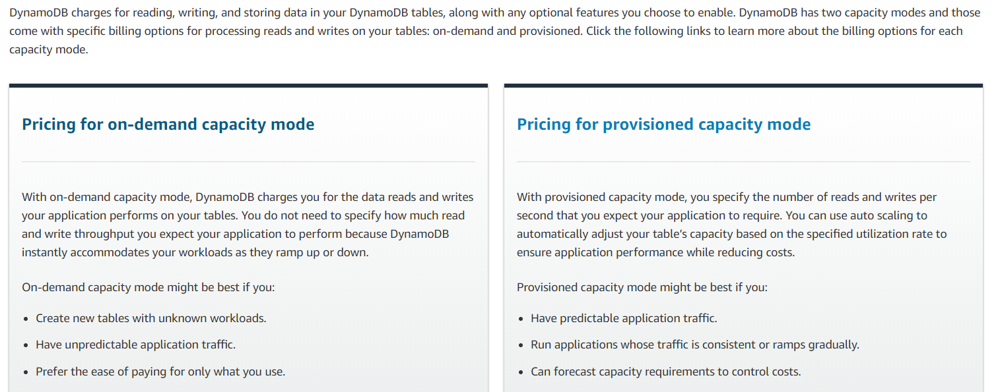 DynamoDB charges for reading, writing, and storing data in your DynamoDB tables, along with any optional features you choose to enable. DynamoDB has two capacity modes and those
come with specific billing options for processing reads and writes on your tables: on-demand and provisioned. Click the following links to learn more about the billing options for each
capacity mode.
Pricing for on-demand capacity mode
With on-demand capacity mode, DynamoDB charges you for the data reads and writes
your application performs on your tables. You do not need to specify how much read
and write throughput you expect your application to perform because DynamoDB
instantly accommodates your workloads as they ramp up or down.
On-demand capacity mode might be best if you:
• Create new tables with unknown workloads.
• Have unpredictable application traffic.
• Prefer the ease of paying for only what you use.
Pricing for provisioned capacity mode
With provisioned capacity mode, you specify the number of reads and writes per
second that you expect your application to require. You can use auto scaling to
automatically adjust your table’s capacity based on the specified utilization rate to
ensure application performance while reducing costs.
Provisioned capacity mode might be best if you:
• Have predictable application traffic.
• Run applications whose traffic is consistent or ramps gradually.
• Can forecast capacity requirements to control costs.